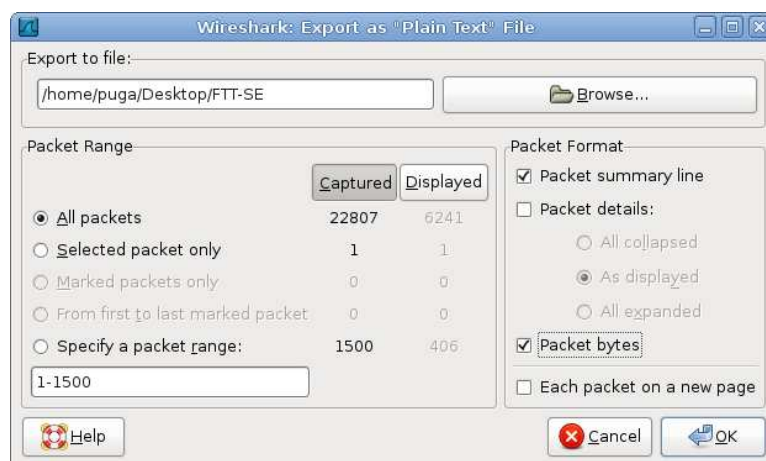 Wireshark: Export as "Plain Text" File
Export to file:
/home/puga/Desktop/FTT-SE
Browse...
Packet Range
Captured Displayed
All packets 22807 6241
Selected packet only 1 1
Marked packets only 0 0
From first to last marked packet 0 0
Specify a packet range: 1500 406
1-1500
Packet Format
Packet summary line
Packet details:
All collapsed
As displayed
All expanded
Packet bytes
Each packet on a new page
Help
Cancel
OK